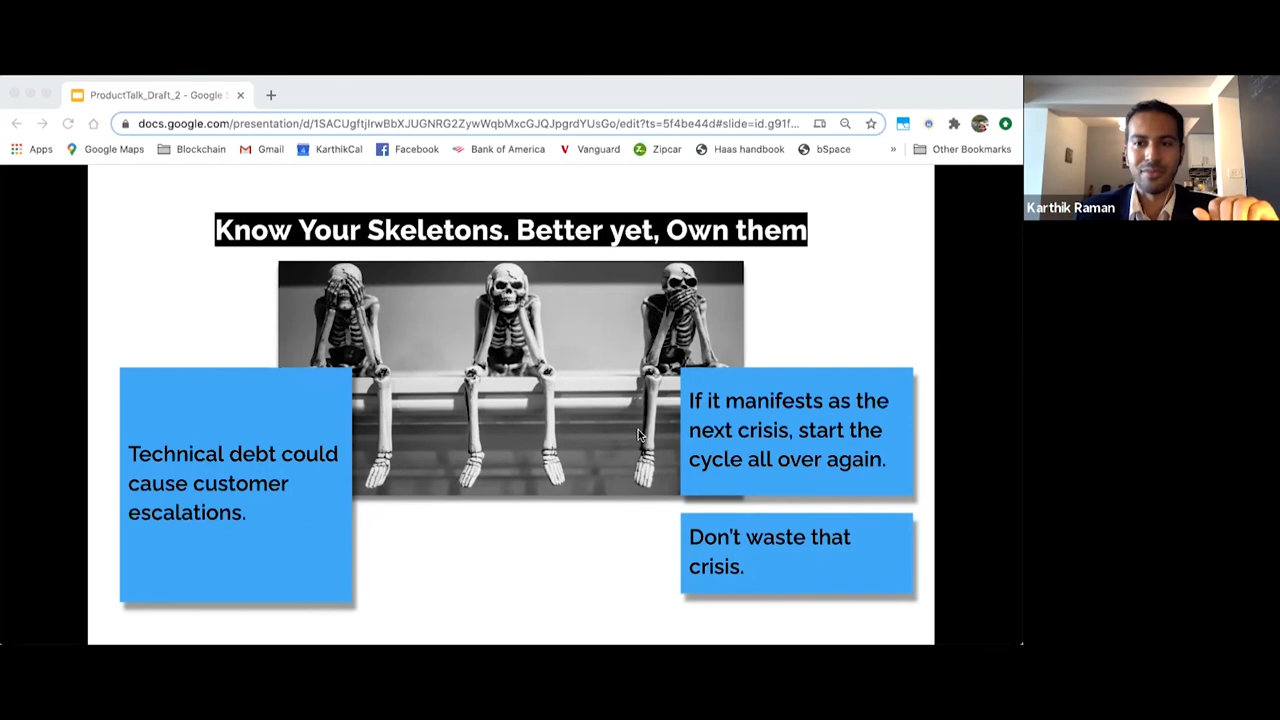 ProductTalk_Draft_2 - Google S
docs.google.com/presentation/d/1SACUgftjIrwBbXJUGNRG2ZywWqbMxcGJQJpgrdYUsGo/edit?ts=5f4be44d#slide=id.g91f...
Apps Google Maps Blockchain Gmail KarthikCal Facebook Bank of America Vanguard Zipcar Haas handbook bSpace » Other Bookmarks
Karthik Raman
Know Your Skeletons. Better yet, Own them
Technical debt could
cause customer
escalations.
If it manifests as the
next crisis, start the
cycle all over again.
Don’t waste that
crisis.